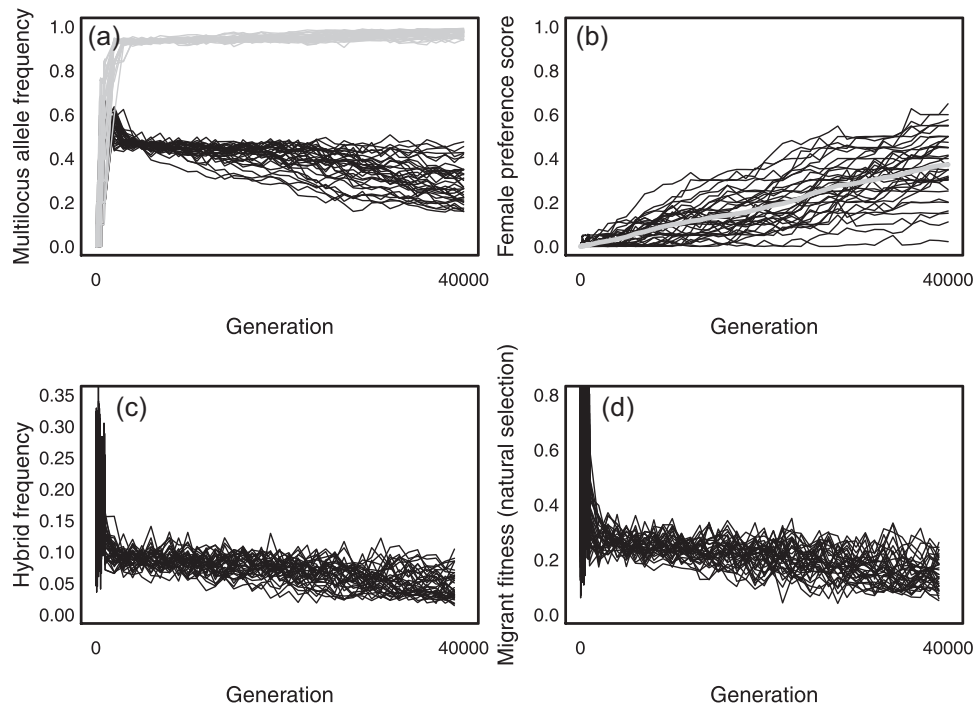 Multilocus allele frequency
(a)
1.0
0.8
0.6
0.4
0.2
0.0
0
40000
Generation
Female preference score
(b)
1.0
0.8
0.6
0.4
0.2
0.0
0
40000
Generation
Hybrid frequency
(c)
0.35
0.30
0.25
0.20
0.15
0.10
0.05
0.00
0
40000
Generation
Migrant fitness (natural selection)
(d)
0.8
0.6
0.4
0.2
0.0
0
40000
Generation